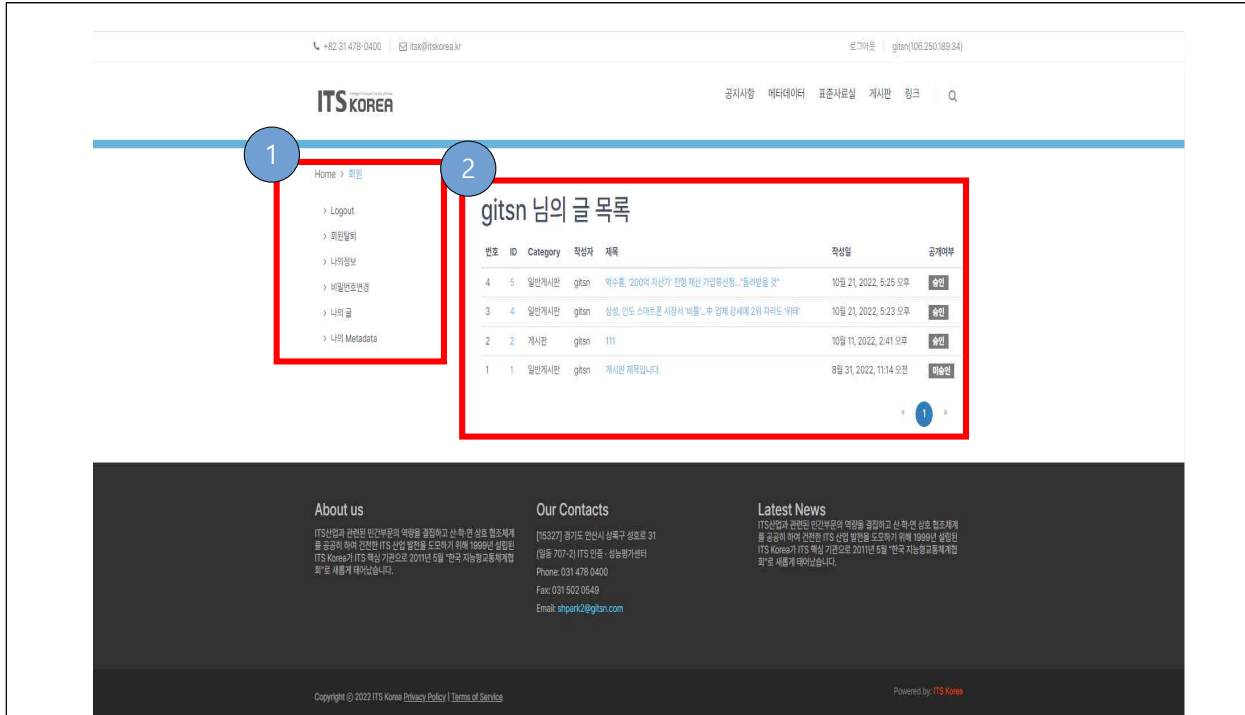 +82 31 478-0400
itsk@itskorea.kr
로그아웃
gitsn(106.250.189.34)
ITS KOREA
공지사항 메타데이터 표준자료실 게시판 링크
1
2
Home > 회원
> Logout
> 회원탈퇴
> 나의정보
> 비밀번호변경
> 나의 글
> 나의 Metadata
gitsn 님의 글 목록
번호 ID Category 작성자 제목 작성일 공개여부
4 5 일반게시판 gitsn 박수홍, '200억 자산가' 친형 재산 가압류신청..."돌려받을 것" 10월 21, 2022, 5:25 오후 승인
3 4 일반게시판 gitsn 삼성, 인도 스마트폰 시장서 '비틀'...中 업체 강세에 2위 자리도 '위태' 10월 21, 2022, 5:23 오후 승인
2 2 게시판 gitsn 111 10월 11, 2022, 2:41 오후 승인
1 1 일반게시판 gitsn 게시판 제목입니다. 8월 31, 2022, 11:14 오전 미승인
« 1 »
About us
ITS산업과 관련된 민간부문의 역량을 결집하고 산·학·연 상호 협조체계
를 공공히 하여 건전한 ITS 산업 발전을 도모하기 위해 1999년 설립된
ITS Korea가 ITS 핵심 기관으로 2011년 5월 "한국 지능형교통체계협
회"로 새롭게 태어났습니다.
Our Contacts
[15327] 경기도 안산시 상록구 성호로 31
(일동 707-2) ITS 인증 · 성능평가센터
Phone: 031 478 0400
Fax: 031 502 0549
Email: shpark2@gitsn.com
Latest News
ITS산업과 관련된 민간부문의 역량을 결집하고 산·학·연 상호 협조체계
를 공공히 하여 건전한 ITS 산업 발전을 도모하기 위해 1999년 설립된
ITS Korea가 ITS 핵심 기관으로 2011년 5월 "한국 지능형교통체계협
회"로 새롭게 태어났습니다.
Copyright © 2022 ITS Korea Privacy Policy | Terms of Service
Powered by: ITS Korea